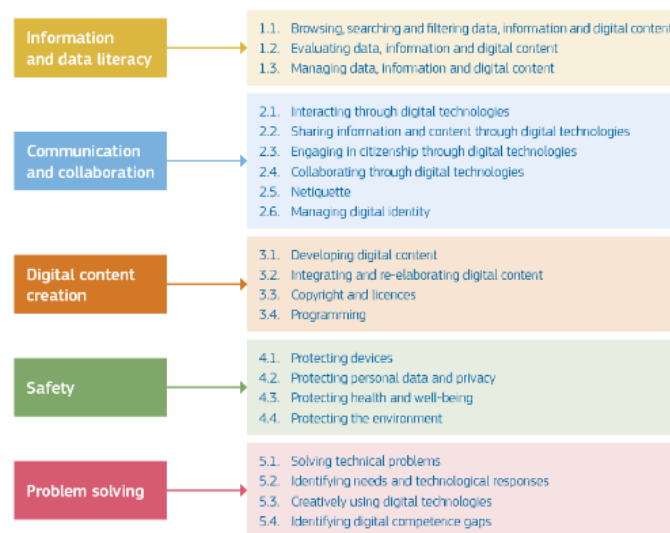 Information
and data literacy
1.1. Browsing, searching and filtering data, information and digital content
1.2. Evaluating data, information and digital content
1.3. Managing data, information and digital content
Communication
and collaboration
2.1. Interacting through digital technologies
2.2. Sharing information and content through digital technologies
2.3. Engaging in citizenship through digital technologies
2.4. Collaborating through digital technologies
2.5. Netiquette
2.6. Managing digital identity
Digital content
creation
3.1. Developing digital content
3.2. Integrating and re-elaborating digital content
3.3. Copyright and licences
3.4. Programming
Safety
4.1. Protecting devices
4.2. Protecting personal data and privacy
4.3. Protecting health and well-being
4.4. Protecting the environment
Problem solving
5.1. Solving technical problems
5.2. Identifying needs and technological responses
5.3. Creatively using digital technologies
5.4. Identifying digital competence gaps